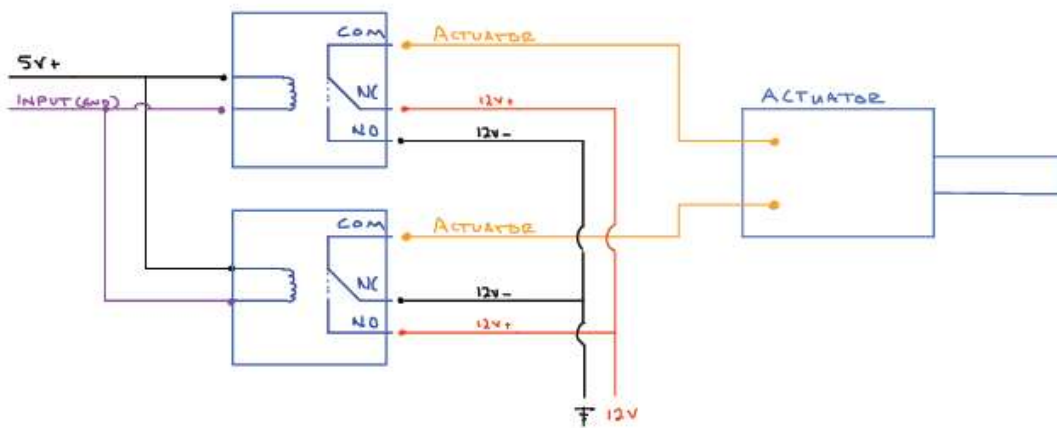 COM
ACTUATOR
5V+
INPUT (GND)
NC
12V+
ACTUATOR
NO
12V-
COM
ACTUATOR
NC
12V-
NO
12V+
12V